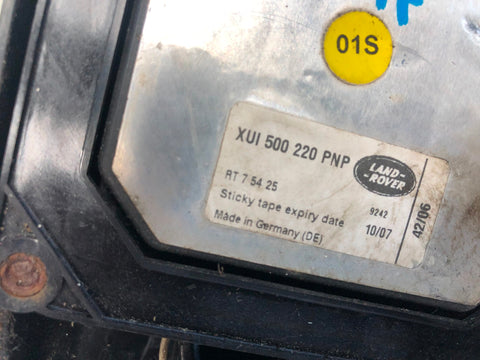 01S
XUI 500 220 PNP
LAND-
-ROVER
RT 7 54 25
Sticky tape expiry date
Made in Germany (DE)
9242
10/07
42/06